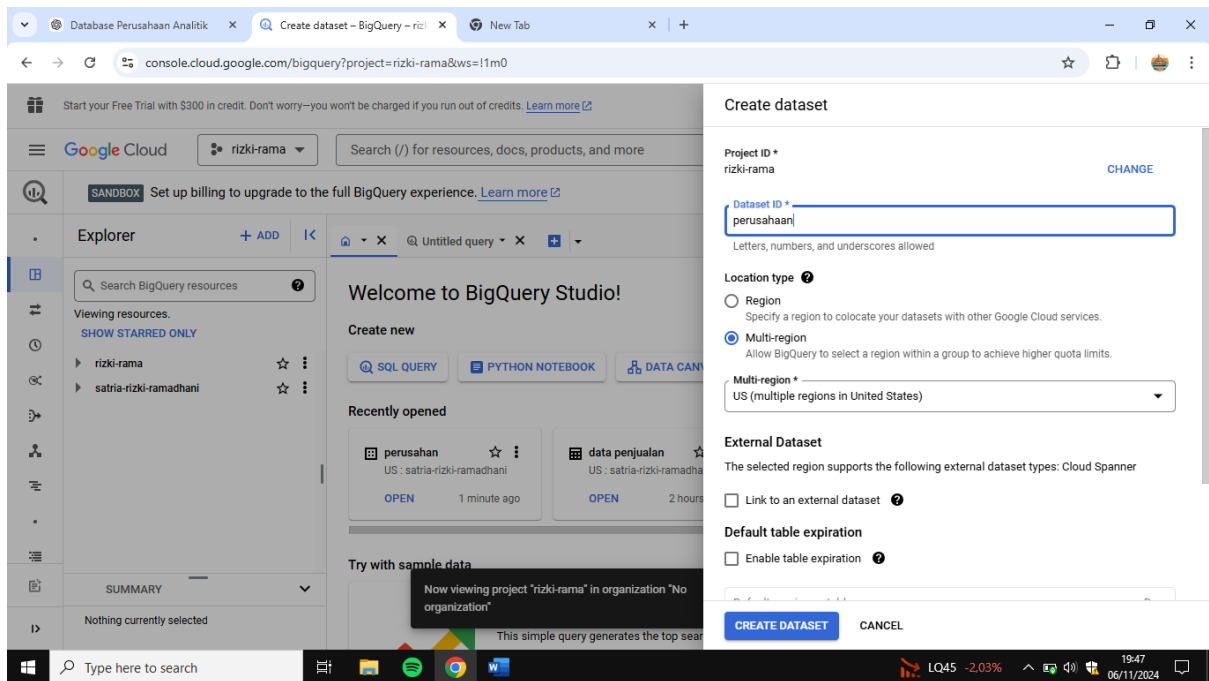 Database Perusahaan Analitik
Create dataset – BigQuery – rizk
New Tab
console.cloud.google.com/bigquery?project=rizki-rama&ws=!1m0
Start your Free Trial with $300 in credit. Don't worry—you won't be charged if you run out of credits. Learn more
Google Cloud
rizki-rama
Search (/) for resources, docs, products, and more
SANDBOX Set up billing to upgrade to the full BigQuery experience. Learn more
Explorer
+ ADD
Untitled query
Search BigQuery resources
Viewing resources.
SHOW STARRED ONLY
rizki-rama
satria-rizki-ramadhani
SUMMARY
Nothing currently selected
Welcome to BigQuery Studio!
Create new
SQL QUERY
PYTHON NOTEBOOK
DATA CANV
Recently opened
perusahan
US : satria-rizki-ramadhani
OPEN
1 minute ago
data penjualan
US : satria-rizki-ramadha
OPEN
2 hours
Try with sample data
Now viewing project "rizki-rama" in organization "No
organization"
This simple query generates the top sear
Create dataset
Project ID *
rizki-rama
CHANGE
Dataset ID *
perusahaan
Letters, numbers, and underscores allowed
Location type
Region
Specify a region to colocate your datasets with other Google Cloud services.
Multi-region
Allow BigQuery to select a region within a group to achieve higher quota limits.
Multi-region *
US (multiple regions in United States)
External Dataset
The selected region supports the following external dataset types: Cloud Spanner
Link to an external dataset
Default table expiration
Enable table expiration
CREATE DATASET
CANCEL
Type here to search
LQ45 -2,03%
19:47
06/11/2024